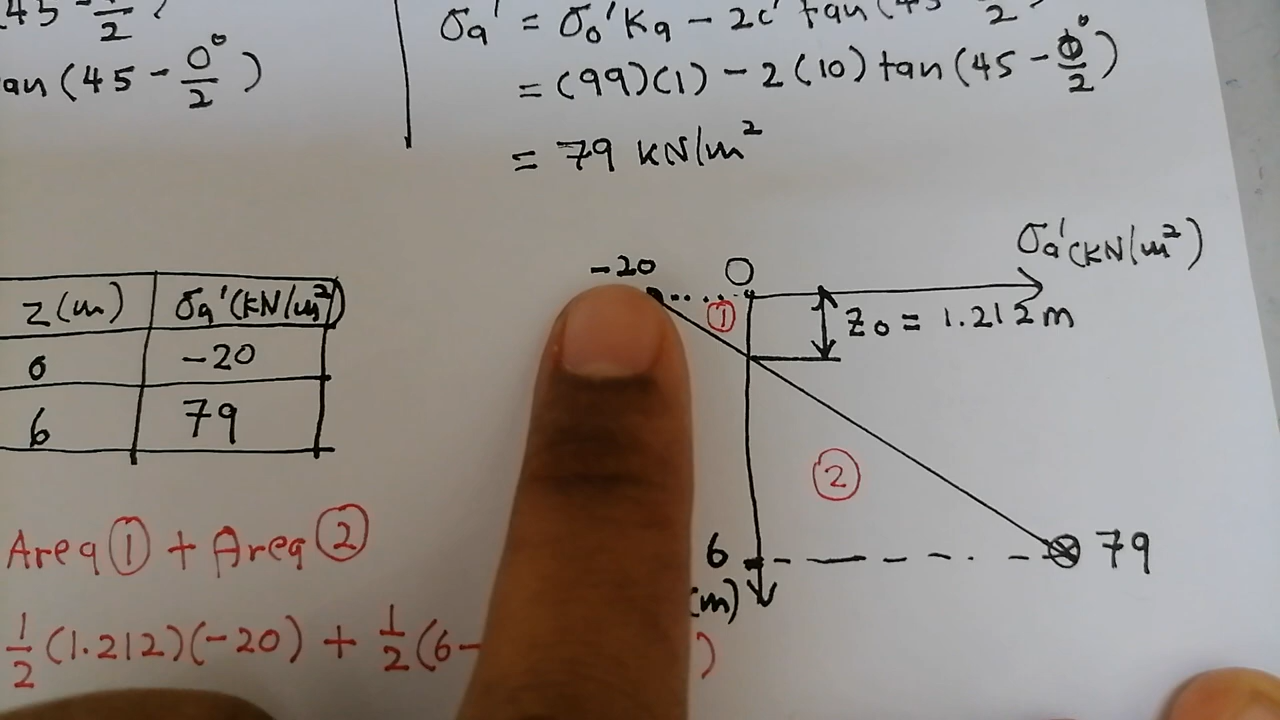 45 - /2
tan(45 - 0°/2)
σa' = σo'Ka - 2c' tan(45 /2
= (99)(1) - 2(10) tan(45 - ϕ°/2)
= 79 KN/m²
z(m) σa'(KN/m²)
0 -20
6 79
-20 0 σa'(KN/m²)
① Zo = 1.212m
②
6 79
(m)
Area ① + Area ②
1/2 (1.212)(-20) + 1/2 (6- )